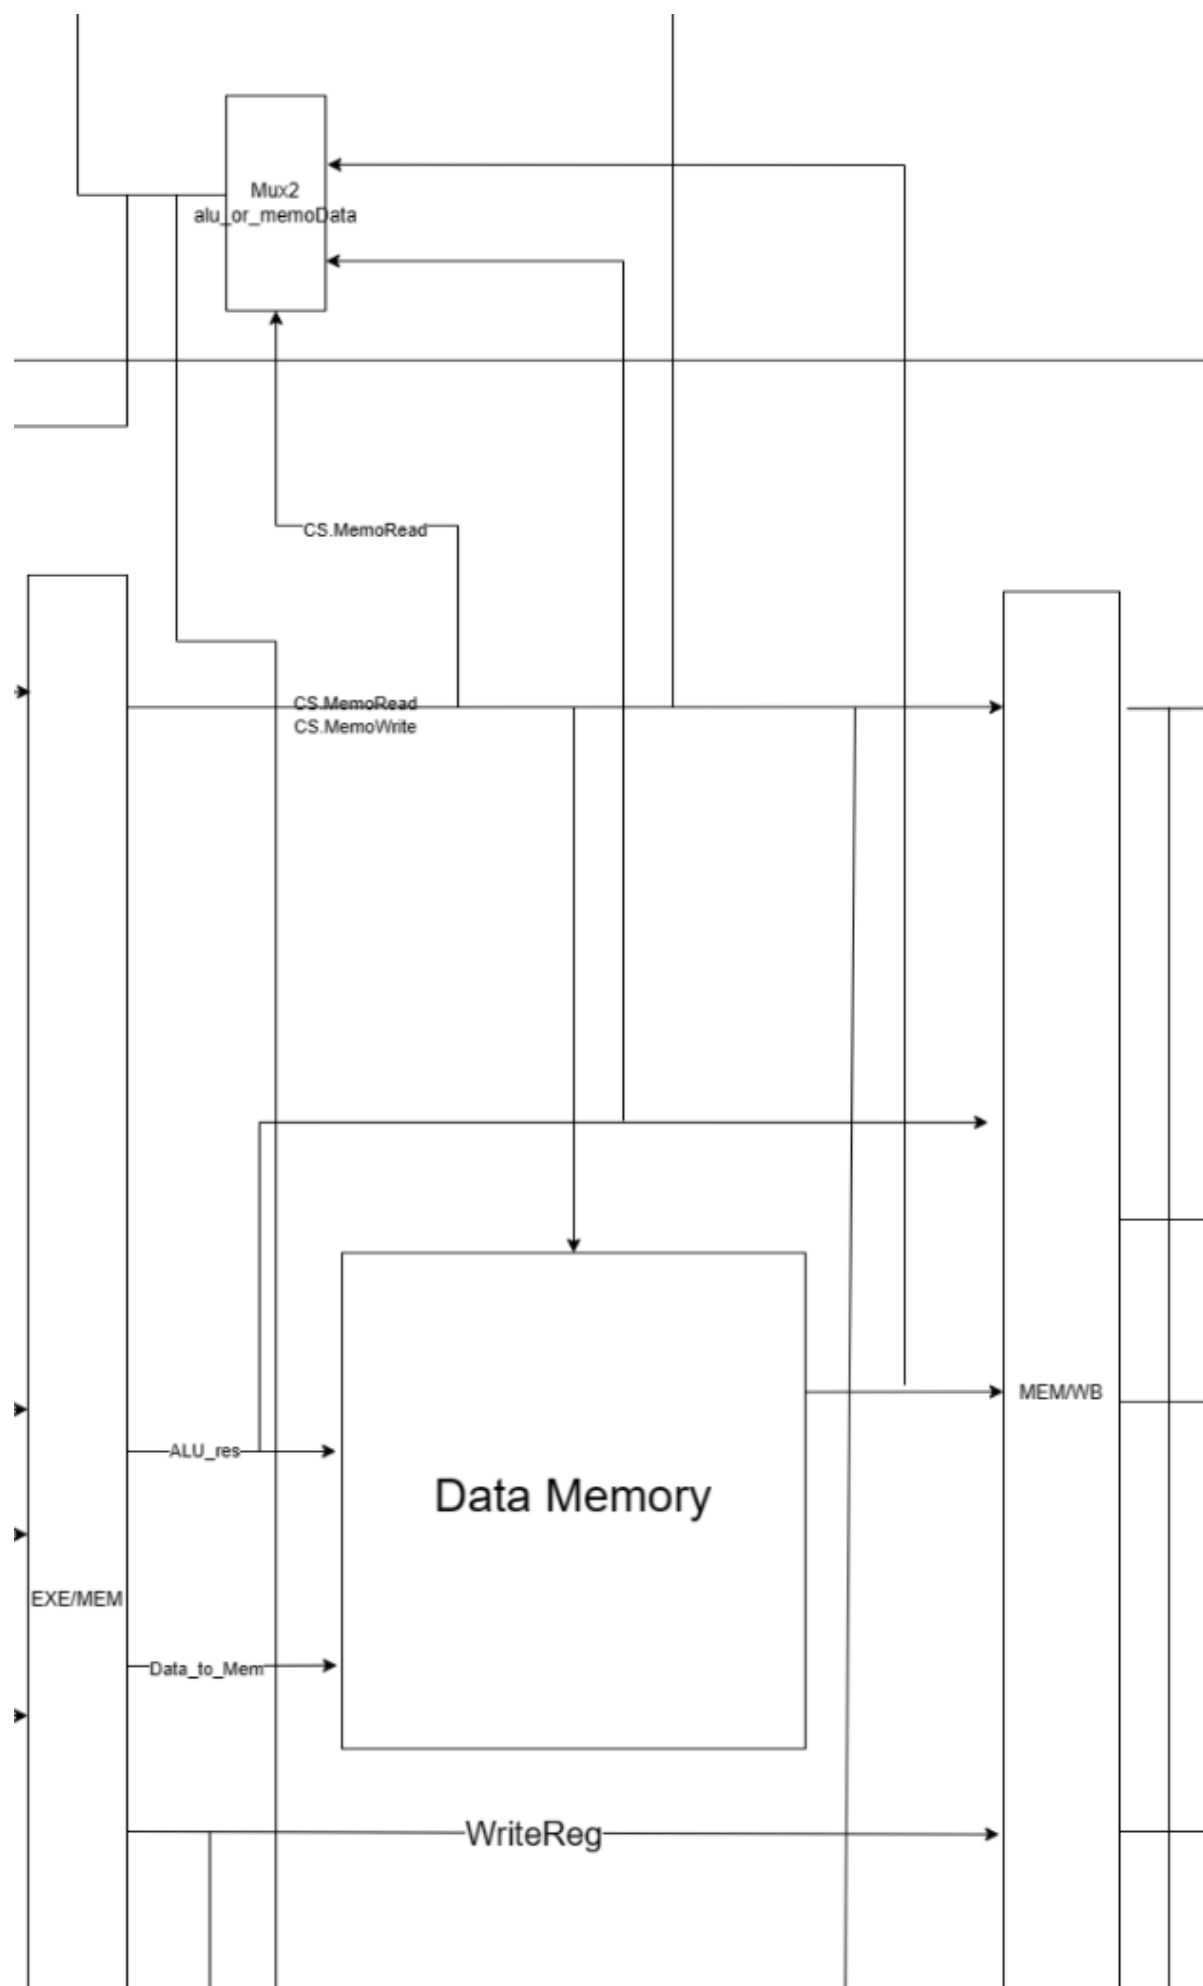 Mux2
alu_or_memoData
CS.MemoRead
CS.MemoRead
CS.MemoWrite
MEM/WB
ALU_res
Data Memory
EXE/MEM
Data_to_Mem
WriteReg